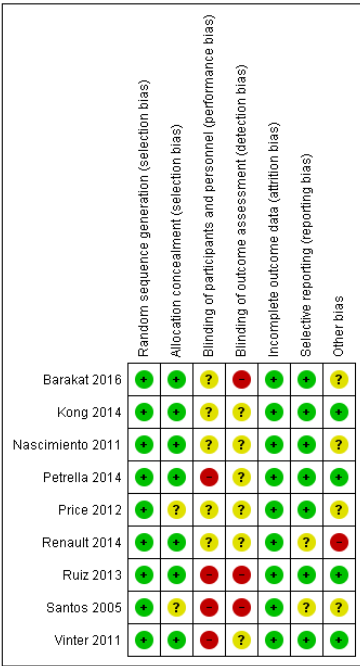 Random sequence generation (selection bias)
Allocation concealment (selection bias)
Blinding of participants and personnel (performance bias)
Blinding of outcome assessment (detection bias)
Incomplete outcome data (attrition bias)
Selective reporting (reporting bias)
Other bias
Barakat 2016 + + ? - + + ?
Kong 2014 + + ? ? + + +
Nascimiento 2011 + + ? ? + + ?
Petrella 2014 + + - ? + + +
Price 2012 + ? ? ? + + ?
Renault 2014 + + ? ? + ? -
Ruiz 2013 + + - - + + +
Santos 2005 + ? - - + ? ?
Vinter 2011 + + - ? + + +